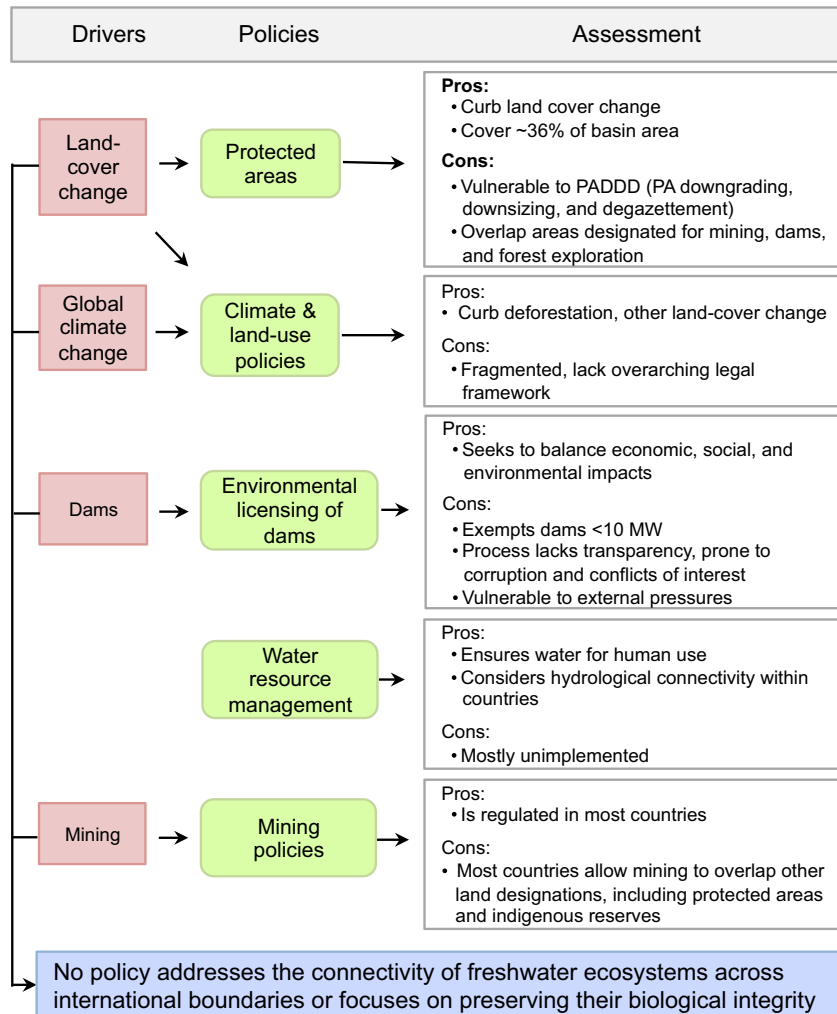 Drivers Policies Assessment
Land-
cover
change
Protected
areas
Pros:
• Curb land cover change
• Cover ~36% of basin area
Cons:
• Vulnerable to PADDD (PA downgrading,
downsizing, and degazettement)
• Overlap areas designated for mining, dams,
and forest exploration
Global
climate
change
Climate &
land-use
policies
Pros:
• Curb deforestation, other land-cover change
Cons:
• Fragmented, lack overarching legal
framework
Dams
Environmental
licensing of
dams
Pros:
• Seeks to balance economic, social, and
environmental impacts
Cons:
• Exempts dams <10 MW
• Process lacks transparency, prone to
corruption and conflicts of interest
• Vulnerable to external pressures
Water
resource
management
Pros:
• Ensures water for human use
• Considers hydrological connectivity within
countries
Cons:
• Mostly unimplemented
Mining
Mining
policies
Pros:
• Is regulated in most countries
Cons:
• Most countries allow mining to overlap other
land designations, including protected areas
and indigenous reserves
No policy addresses the connectivity of freshwater ecosystems across
international boundaries or focuses on preserving their biological integrity